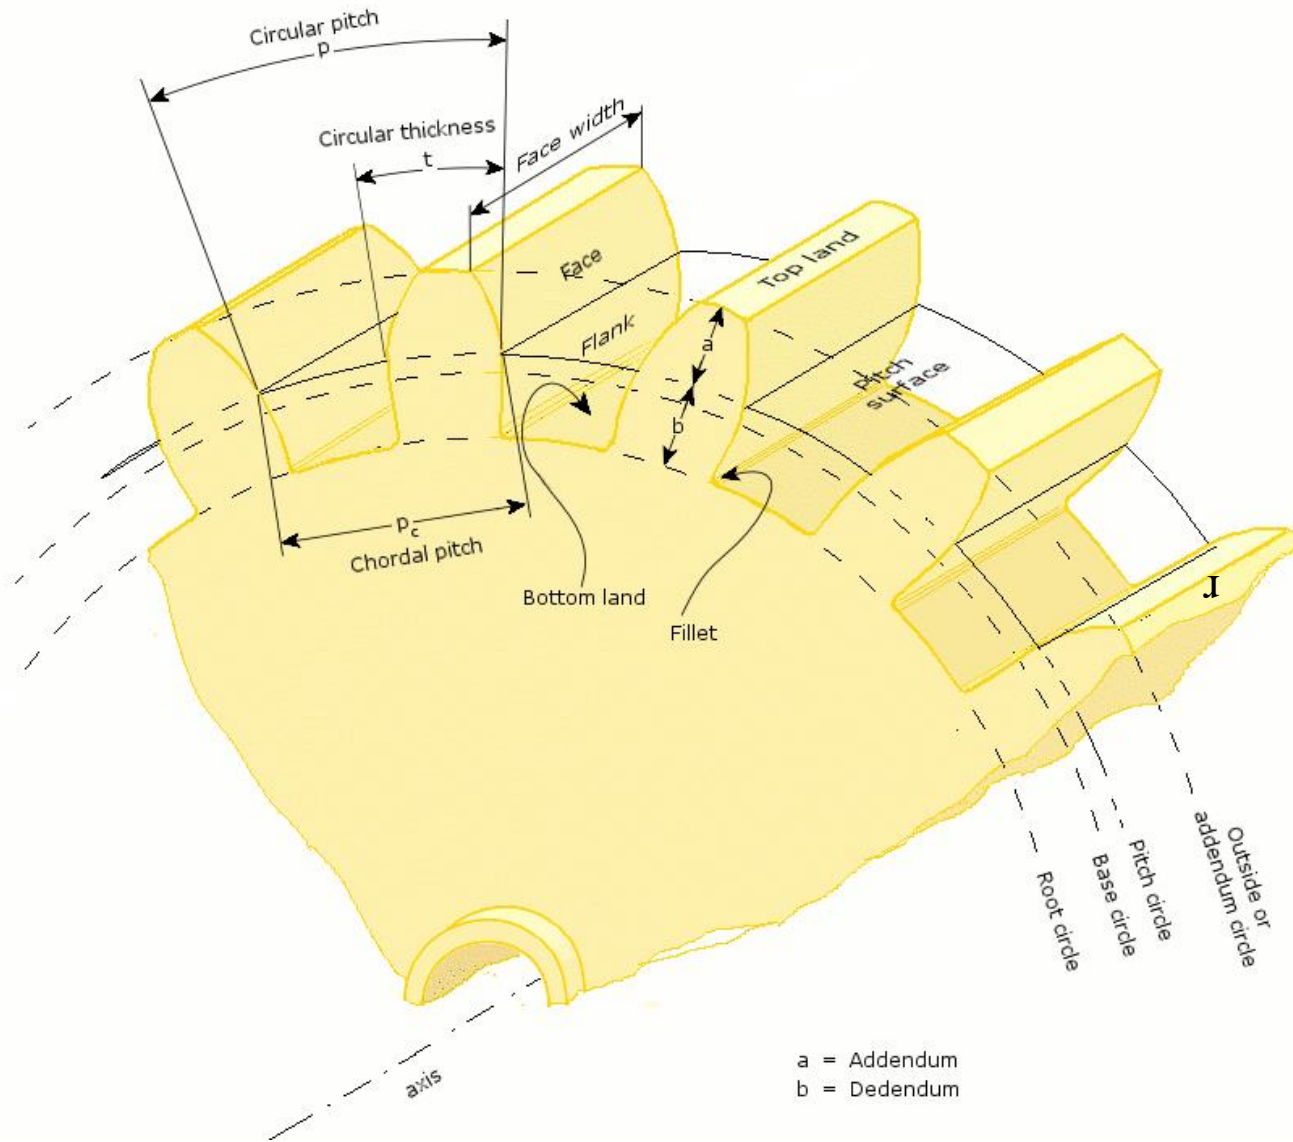 Circular pitch
p
Circular thickness
t
Face width
Face
Flank
Top land
a
b
Pitch
surface
pc
Chordal pitch
Bottom land
Fillet
ɹ
Root circle
Base circle
Pitch circle
Outside or
addendum circle
axis
a = Addendum
b = Dedendum